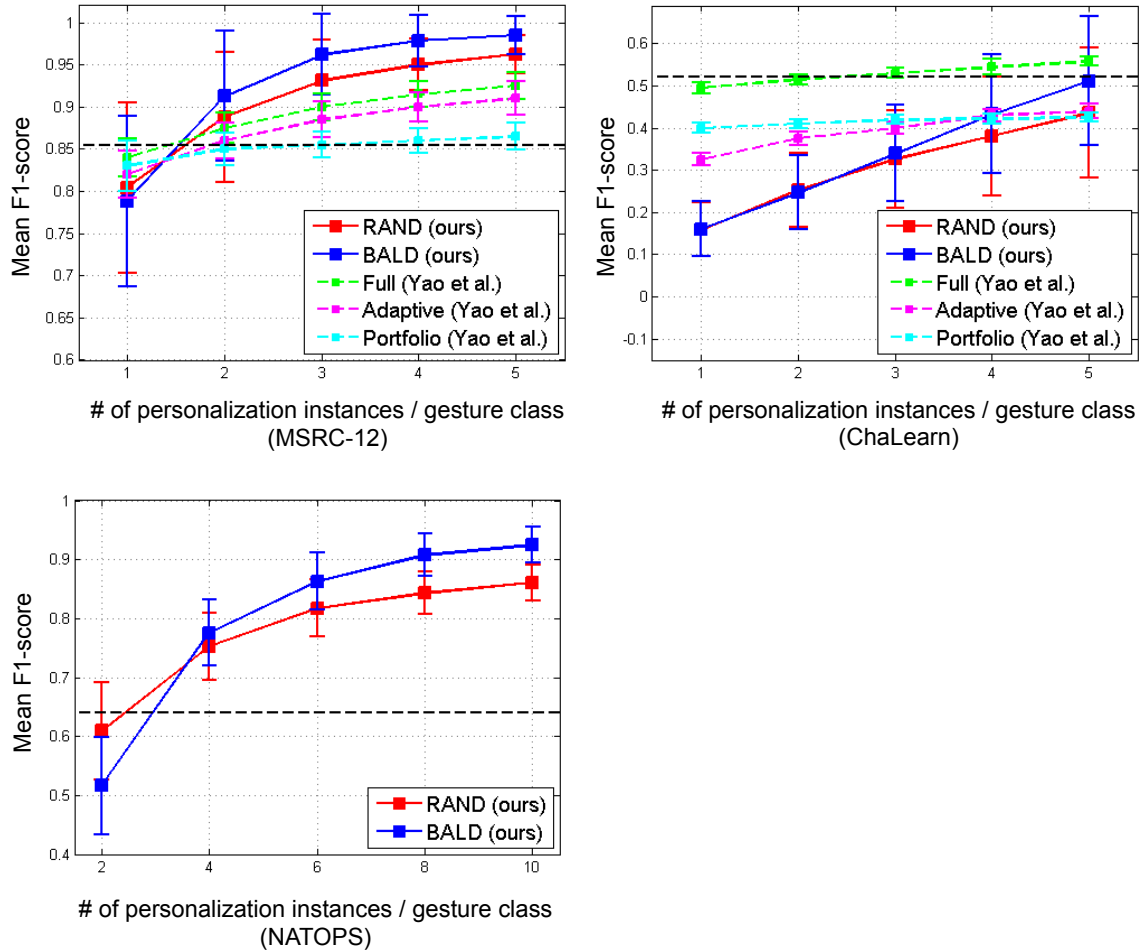 1
0.95
0.9
0.85
0.8
0.75
0.7
0.65
0.6
Mean F1-score
RAND (ours)
BALD (ours)
Full (Yao et al.)
Adaptive (Yao et al.)
Portfolio (Yao et al.)
1 2 3 4 5
# of personalization instances / gesture class
(MSRC-12)
0.6
0.5
0.4
0.3
0.2
0.1
0
-0.1
Mean F1-score
RAND (ours)
BALD (ours)
Full (Yao et al.)
Adaptive (Yao et al.)
Portfolio (Yao et al.)
1 2 3 4 5
# of personalization instances / gesture class
(ChaLearn)
1
0.9
0.8
0.7
0.6
0.5
0.4
Mean F1-score
RAND (ours)
BALD (ours)
2 4 6 8 10
# of personalization instances / gesture class
(NATOPS)